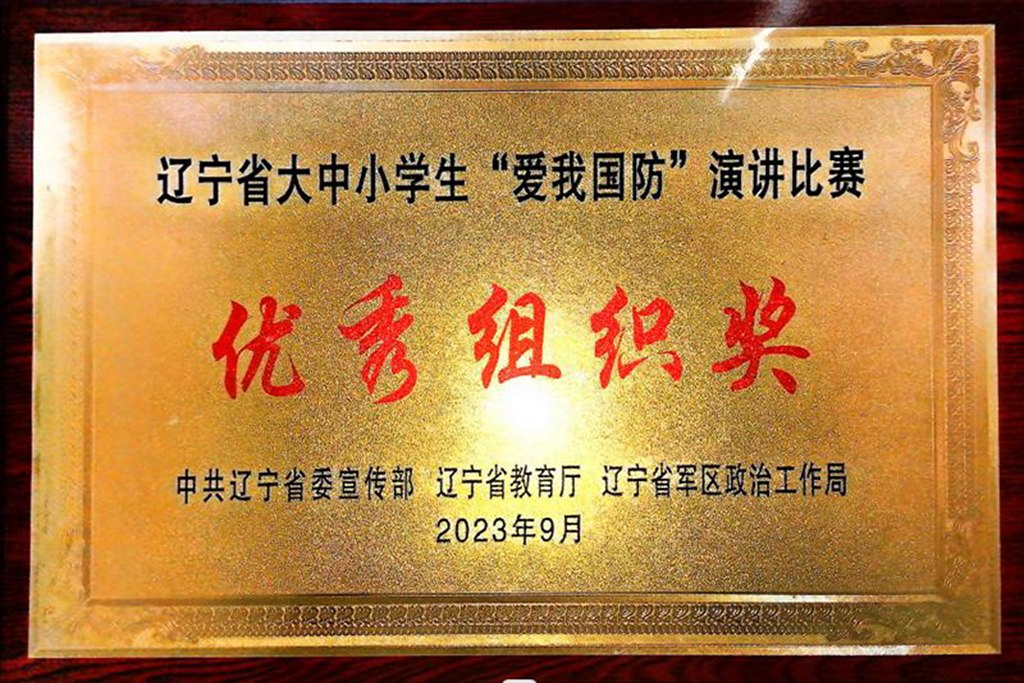 辽宁省大中小学生“爱我国防”演讲比赛
优秀组织奖
中共辽宁省委宣传部 辽宁省教育厅 辽宁省军区政治工作局
2023年9月